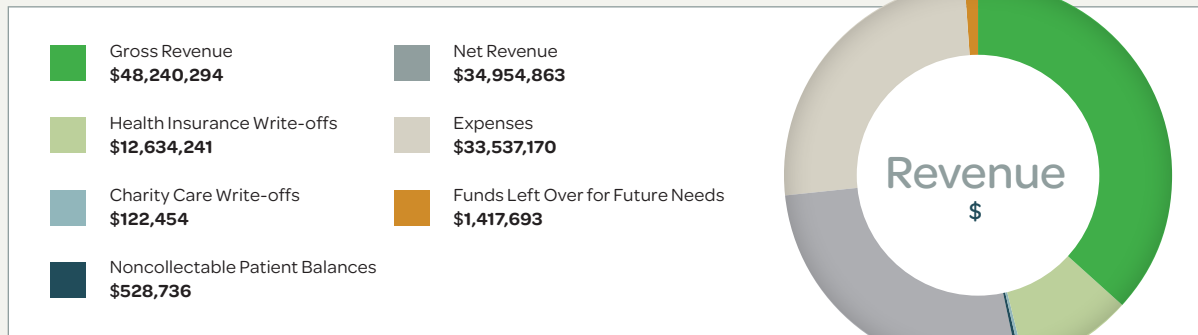 Gross Revenue
$48,240,294
Health Insurance Write-offs
$12,634,241
Charity Care Write-offs
$122,454
Noncollectable Patient Balances
$528,736
Net Revenue
$34,954,863
Expenses
$33,537,170
Funds Left Over for Future Needs
$1,417,693
Revenue
$